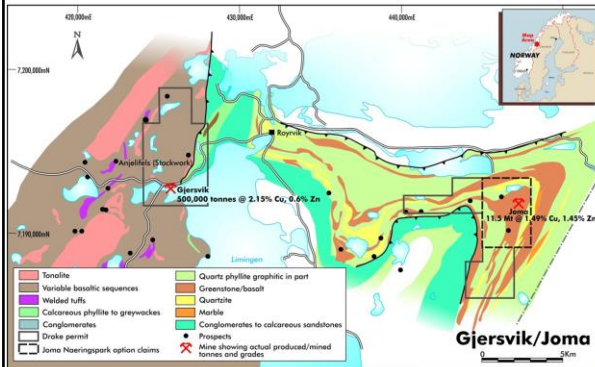 420,000mE
430,000mE
440,000mE
N
7,200,000mN
7,190,000mN
Map
Area
NORWAY
Royrvik
Anjeliefels (Stockwork)
Gjersvik
500,000 tonnes @ 2.15% Cu, 0.6% Zn
Joma
11.5 Mt @ 1.49% Cu, 1.45% Zn
Limingen
Tonalite
Variable basaltic sequences
Welded tuffs
Calcareous phyllite to greywackes
Conglomerates
Drake permit
Joma Naeringspark option claims
Quartz phyllite graphitic in part
Greenstone/basalt
Quartzite
Marble
Conglomerates to calcareous sandstones
Prospects
Mine showing actual produced/mined
tonnes and grades
Gjersvik/Joma
0
5Km